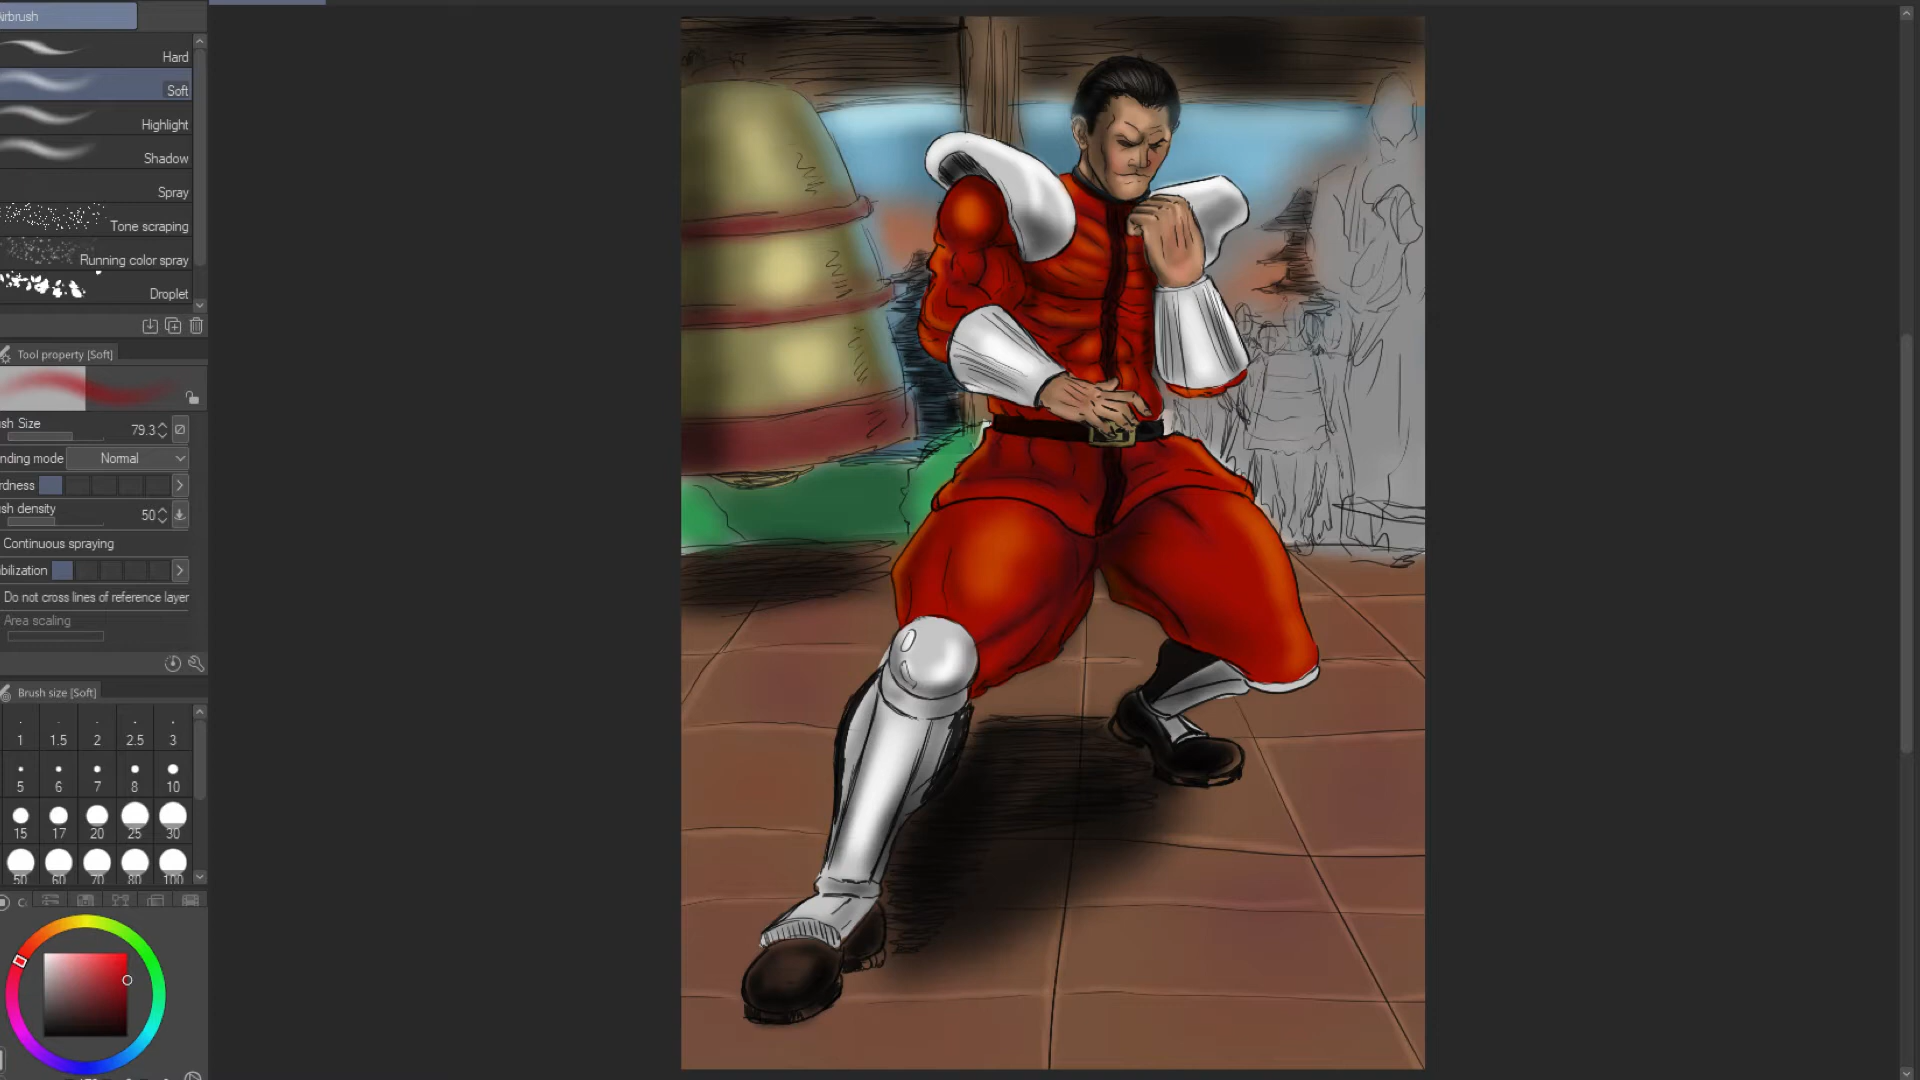 Airbrush
Hard
Soft
Highlight
Shadow
Spray
Tone scraping
Running color spray
Droplet
Tool property [Soft]
sh Size 79.3
nding mode Normal
rdness
sh density 50
Continuous spraying
bilization
Do not cross lines of reference layer
Area scaling
Brush size [Soft]
1 1.5 2 2.5 3
5 6 7 8 10
15 17 20 25 30
50 60 70 80 100